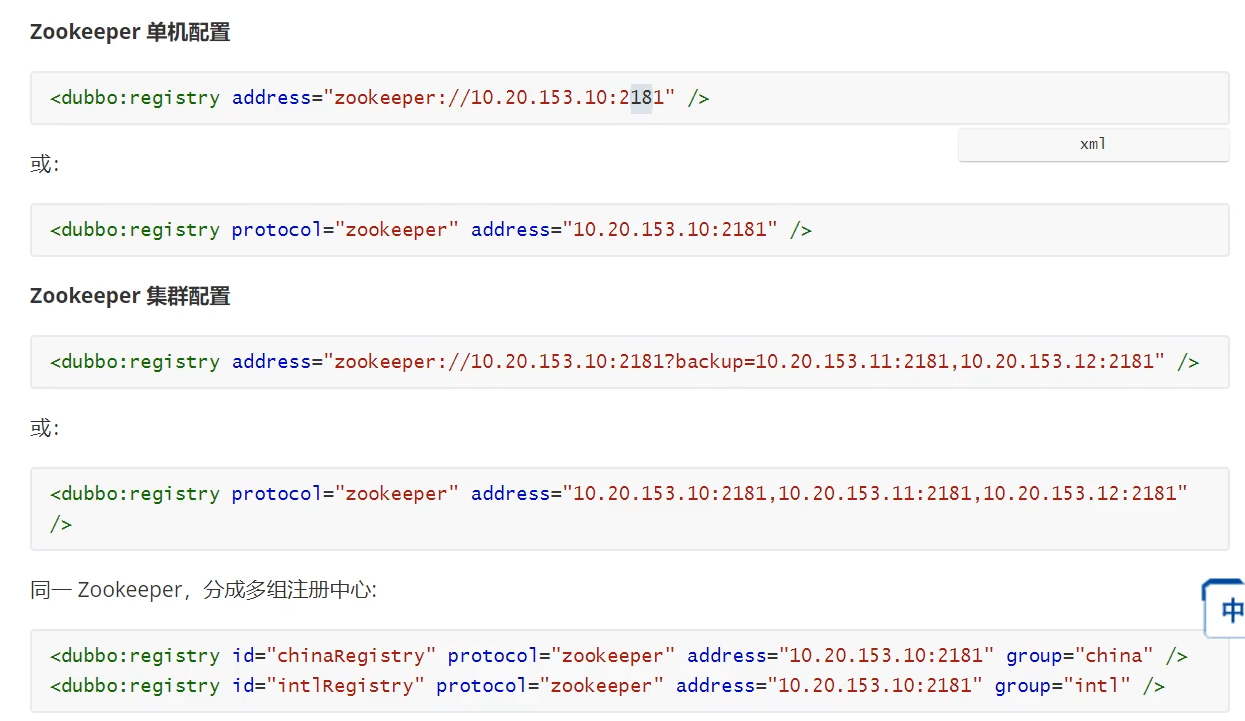 Zookeeper 单机配置
<dubbo:registry address="zookeeper://10.20.153.10:2181" />
xml
或：
<dubbo:registry protocol="zookeeper" address="10.20.153.10:2181" />
Zookeeper 集群配置
<dubbo:registry address="zookeeper://10.20.153.10:2181?backup=10.20.153.11:2181,10.20.153.12:2181" />
或：
<dubbo:registry protocol="zookeeper" address="10.20.153.10:2181,10.20.153.11:2181,10.20.153.12:2181"
/>
同一 Zookeeper，分成多组注册中心:
中
<dubbo:registry id="chinaRegistry" protocol="zookeeper" address="10.20.153.10:2181" group="china" />
<dubbo:registry id="intlRegistry" protocol="zookeeper" address="10.20.153.10:2181" group="intl" />